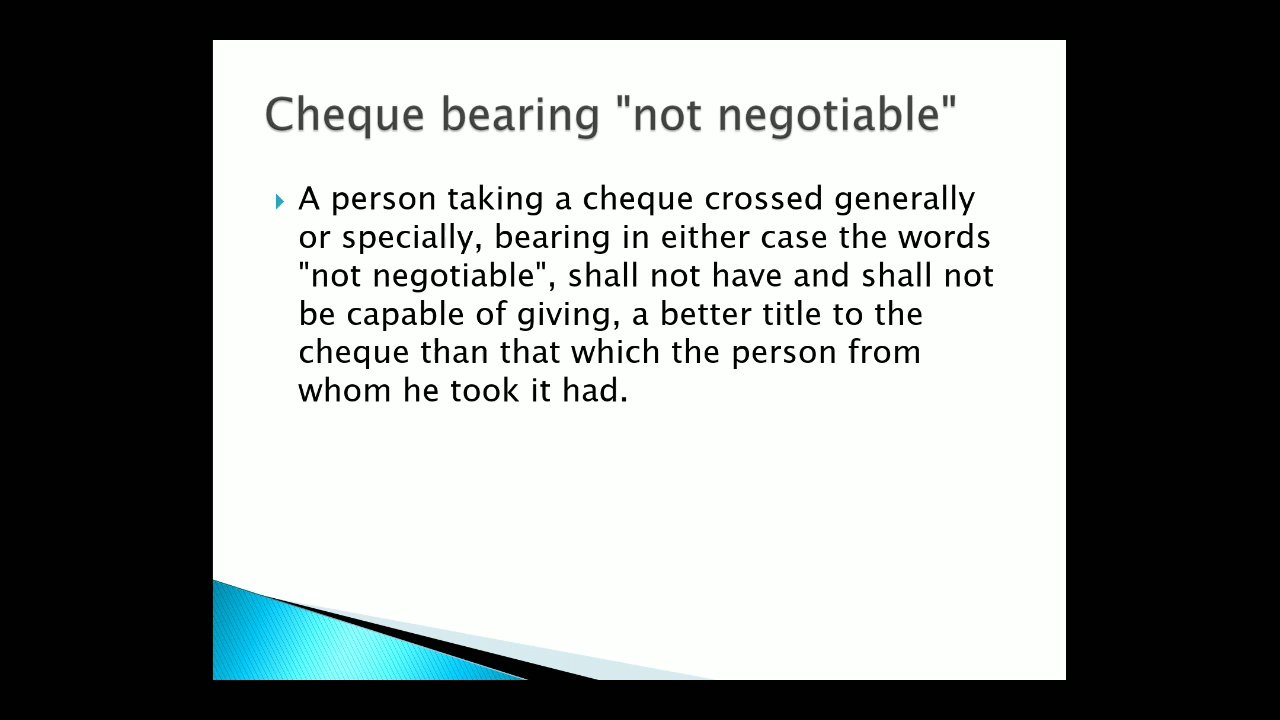 Cheque bearing "not negotiable"
A person taking a cheque crossed generally
or specially, bearing in either case the words
"not negotiable", shall not have and shall not
be capable of giving, a better title to the
cheque than that which the person from
whom he took it had.